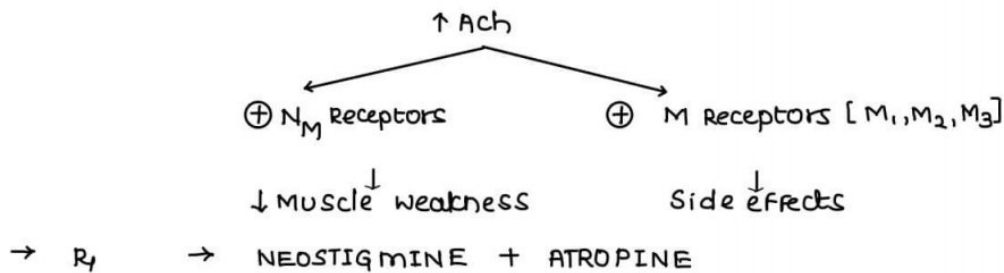 ↑ Ach
⊕ N_M Receptors ⊕ M Receptors [M₁,M₂,M₃]
↓ Muscle weakness Side effects
→ Rx → NEOSTIGMINE + ATROPINE